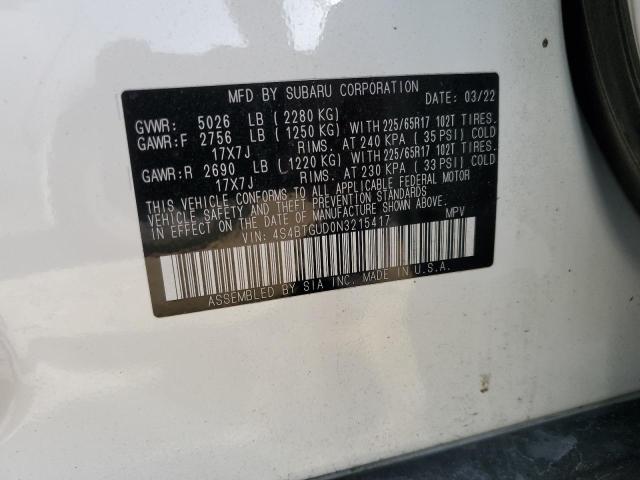 MFD BY SUBARU CORPORATION
DATE: 03/22
GVWR: 5026 LB (2280 KG)
GAWR:F 2756 LB (1250 KG) WITH 225/65R17 102T TIRES.
17X7J RIMS. AT 240 KPA (35 PSI) COLD
GAWR:R 2690 LB (1220 KG) WITH 225/65R17 102T TIRES.
17X7J RIMS. AT 230 KPA (33 PSI) COLD
THIS VEHICLE CONFORMS TO ALL APPLICABLE FEDERAL MOTOR
VEHICLE SAFETY AND THEFT PREVENTION STANDARDS
IN EFFECT ON THE DATE OF MANUFACTURE SHOWN ABOVE.
VIN: 4S4BTGUD0N3215417 MPV
ASSEMBLED BY SIA INC. MADE IN U.S.A.